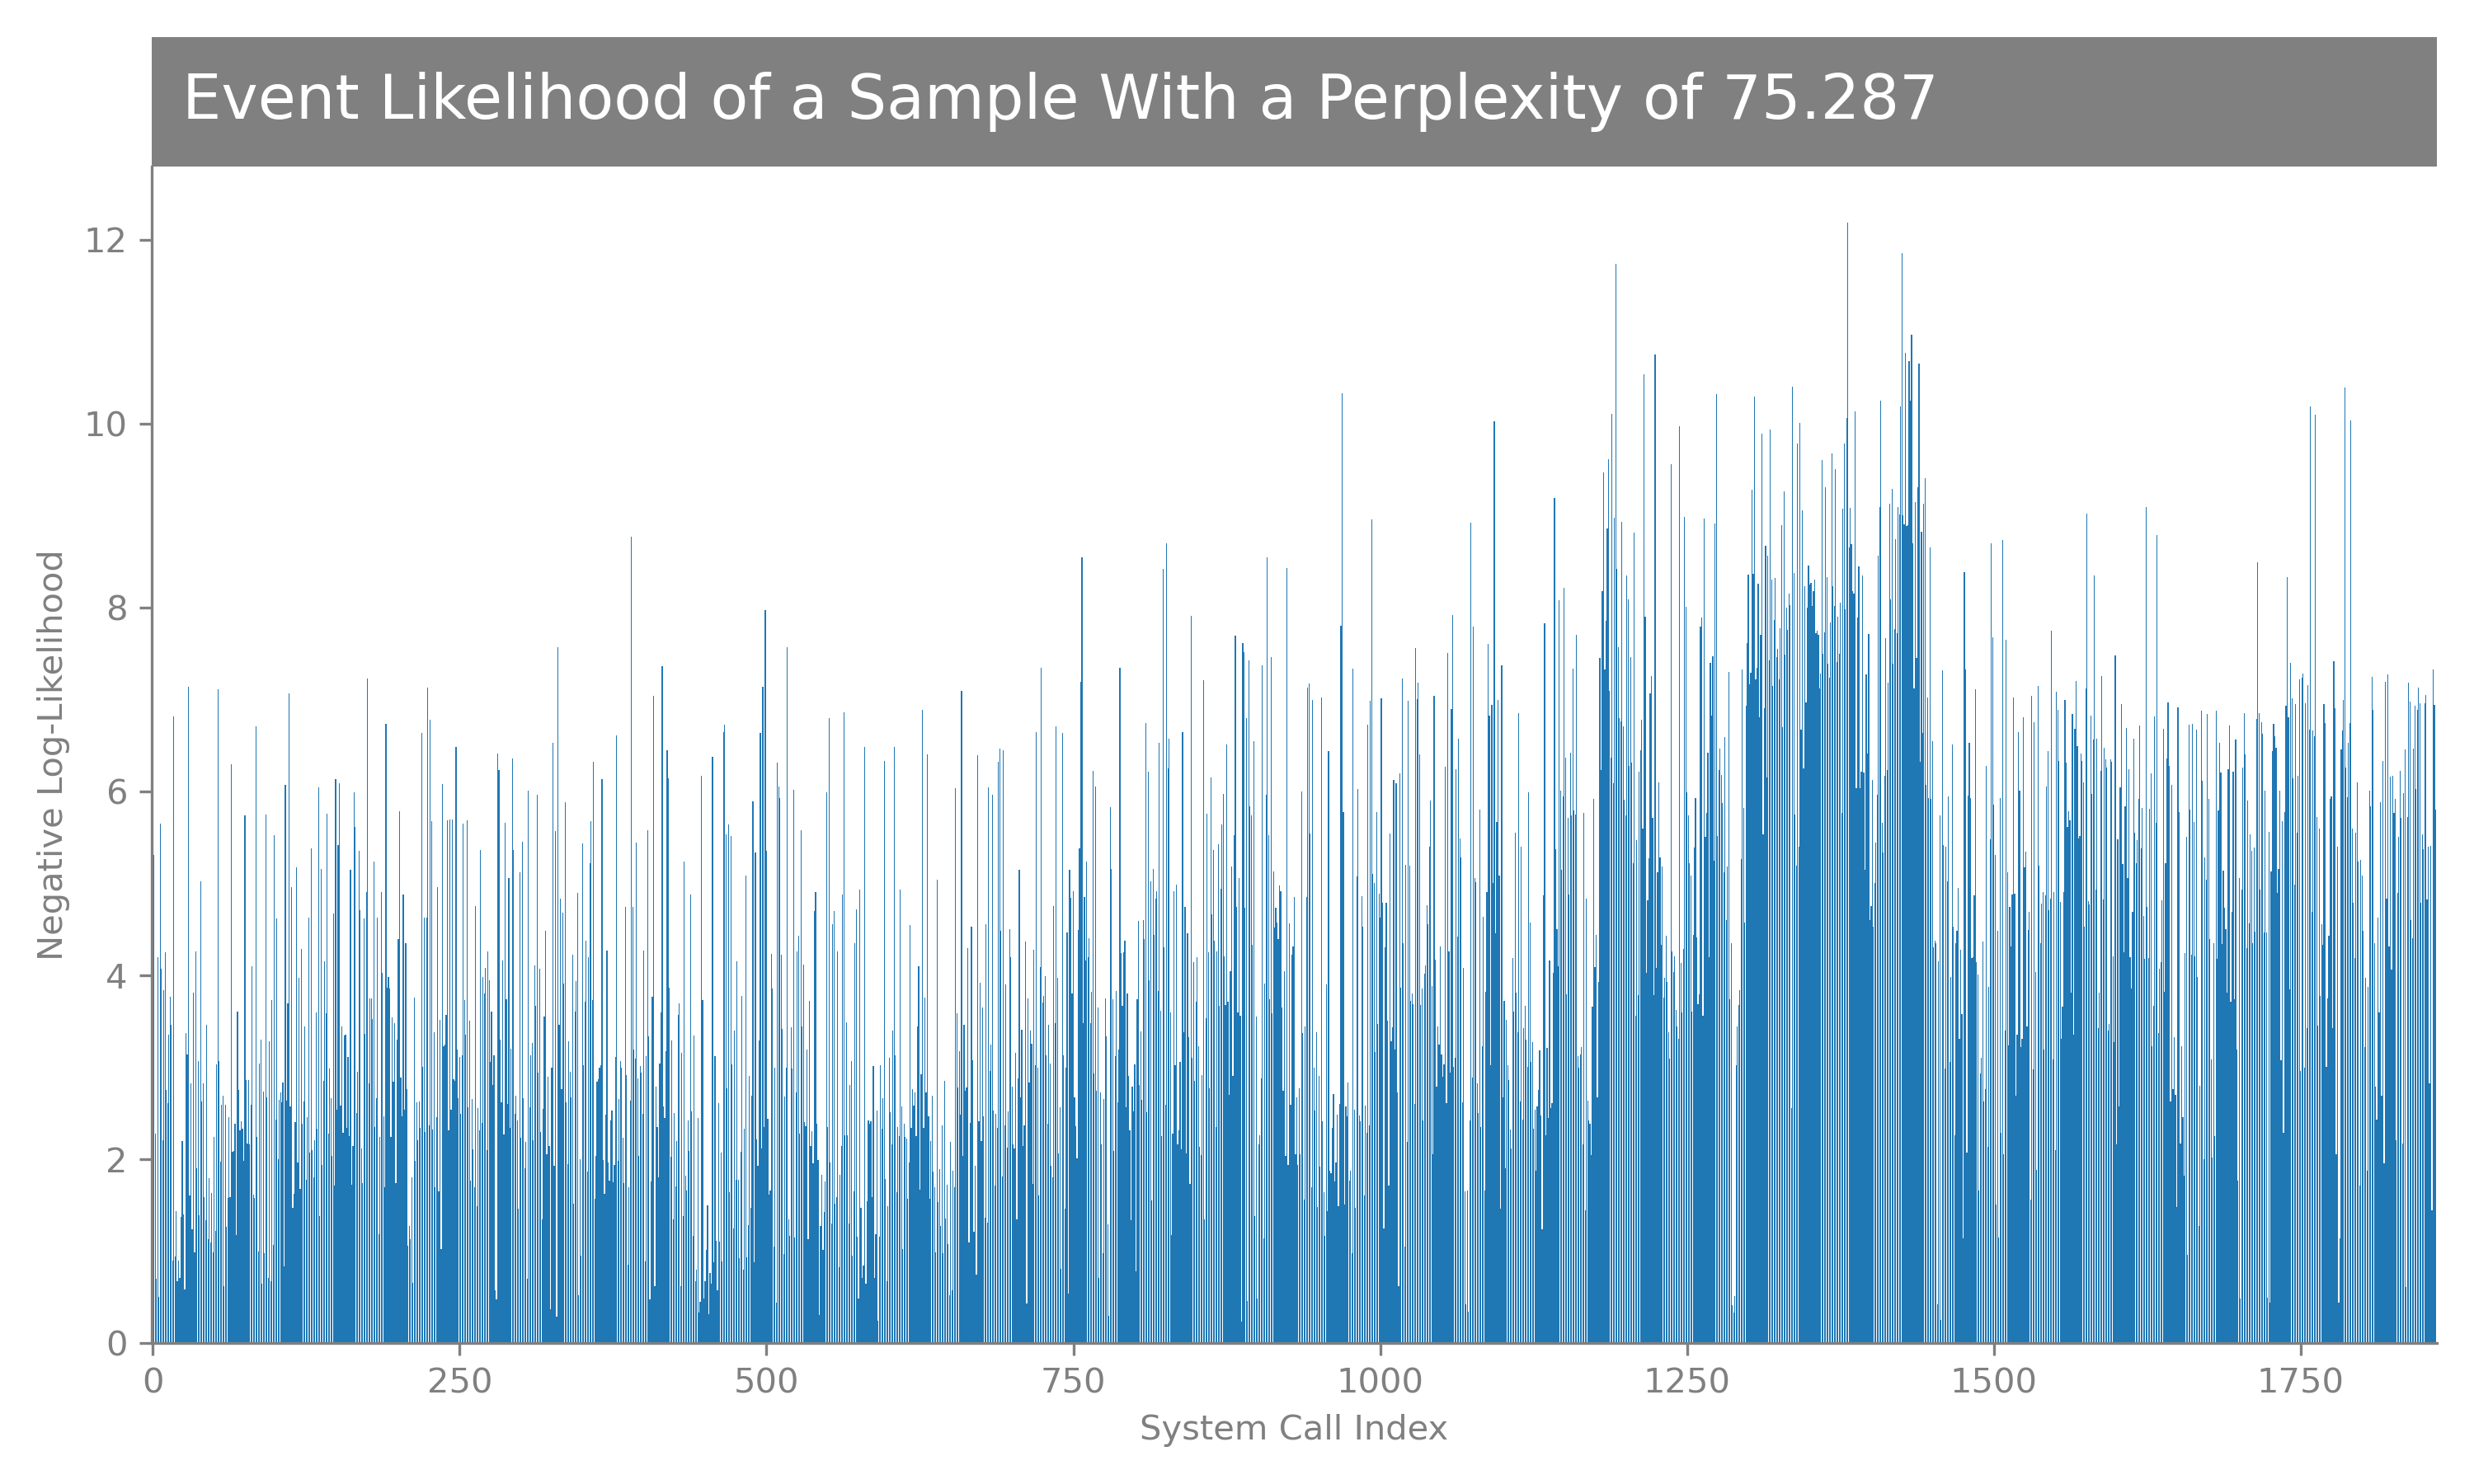 Event Likelihood of a Sample With a Perplexity of 75.287
12
10
8
6
4
2
0
Negative Log-Likelihood
0 250 500 750 1000 1250 1500 1750
System Call Index